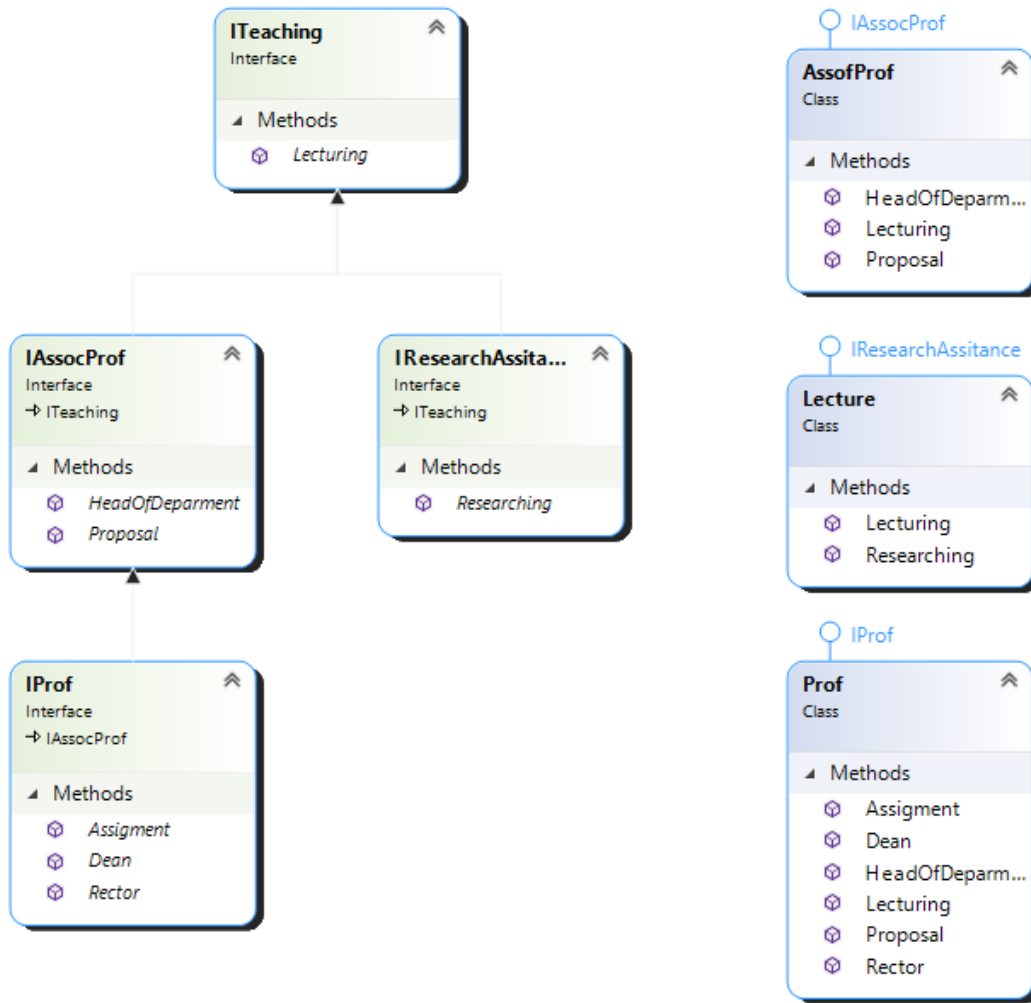 ITeaching
Interface
Methods
Lecturing
IAssocProf
Interface
ITeaching
Methods
HeadOfDeparment
Proposal
IResearchAssita...
Interface
ITeaching
Methods
Researching
IProf
Interface
IAssocProf
Methods
Assigment
Dean
Rector
IAssocProf
AssofProf
Class
Methods
HeadOfDeparm...
Lecturing
Proposal
IResearchAssitance
Lecture
Class
Methods
Lecturing
Researching
IProf
Prof
Class
Methods
Assigment
Dean
HeadOfDeparm...
Lecturing
Proposal
Rector